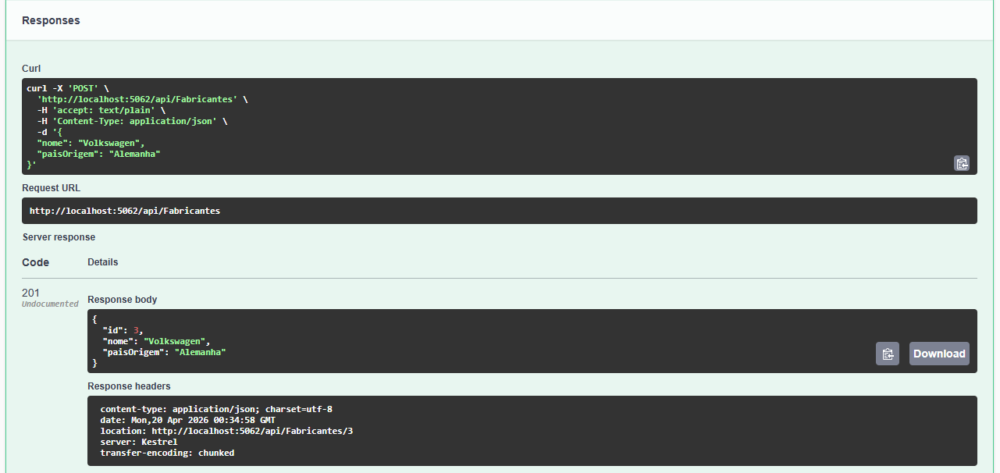 Responses
Curl
curl -X 'POST' \
  'http://localhost:5062/api/Fabricantes' \
  -H 'accept: text/plain' \
  -H 'Content-Type: application/json' \
  -d '{
  "nome": "Volkswagen",
  "paisOrigem": "Alemanha"
}'
Request URL
http://localhost:5062/api/Fabricantes
Server response
Code Details
201
Undocumented
Response body
{
  "id": 3,
  "nome": "Volkswagen",
  "paisOrigem": "Alemanha"
}
Download
Response headers
content-type: application/json; charset=utf-8
date: Mon,20 Apr 2026 00:34:58 GMT
location: http://localhost:5062/api/Fabricantes/3
server: Kestrel
transfer-encoding: chunked